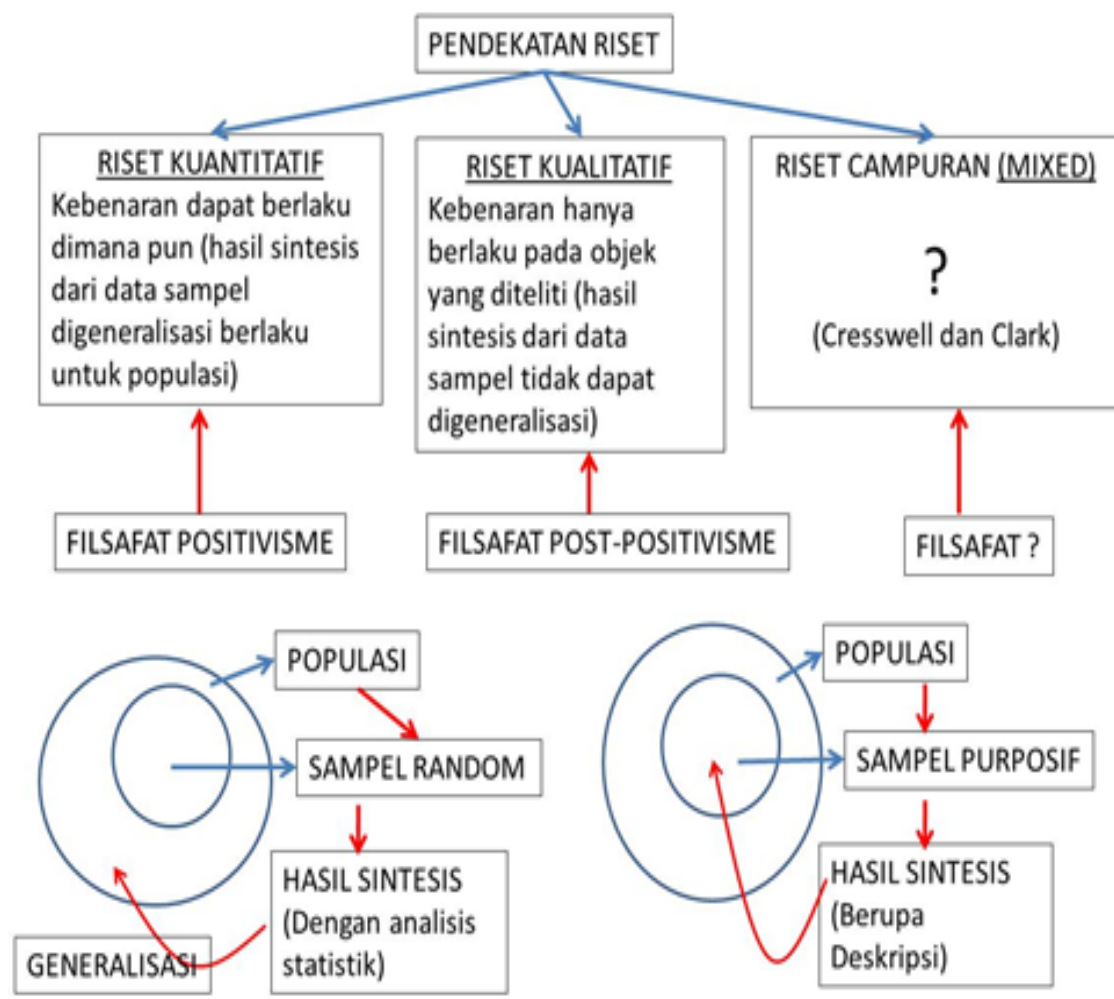 PENDEKATAN RISET
RISET KUANTITATIF
Kebenaran dapat berlaku
dimana pun (hasil sintesis
dari data sampel
digeneralisasi berlaku
untuk populasi)
RISET KUALITATIF
Kebenaran hanya
berlaku pada objek
yang diteliti (hasil
sintesis dari data
sampel tidak dapat
digeneralisasi)
RISET CAMPURAN (MIXED)
?
(Cresswell dan Clark)
FILSAFAT POSITIVISME
FILSAFAT POST-POSITIVISME
FILSAFAT ?
POPULASI
SAMPEL RANDOM
HASIL SINTESIS
(Dengan analisis
statistik)
GENERALISASI
POPULASI
SAMPEL PURPOSIF
HASIL SINTESIS
(Berupa
Deskripsi)